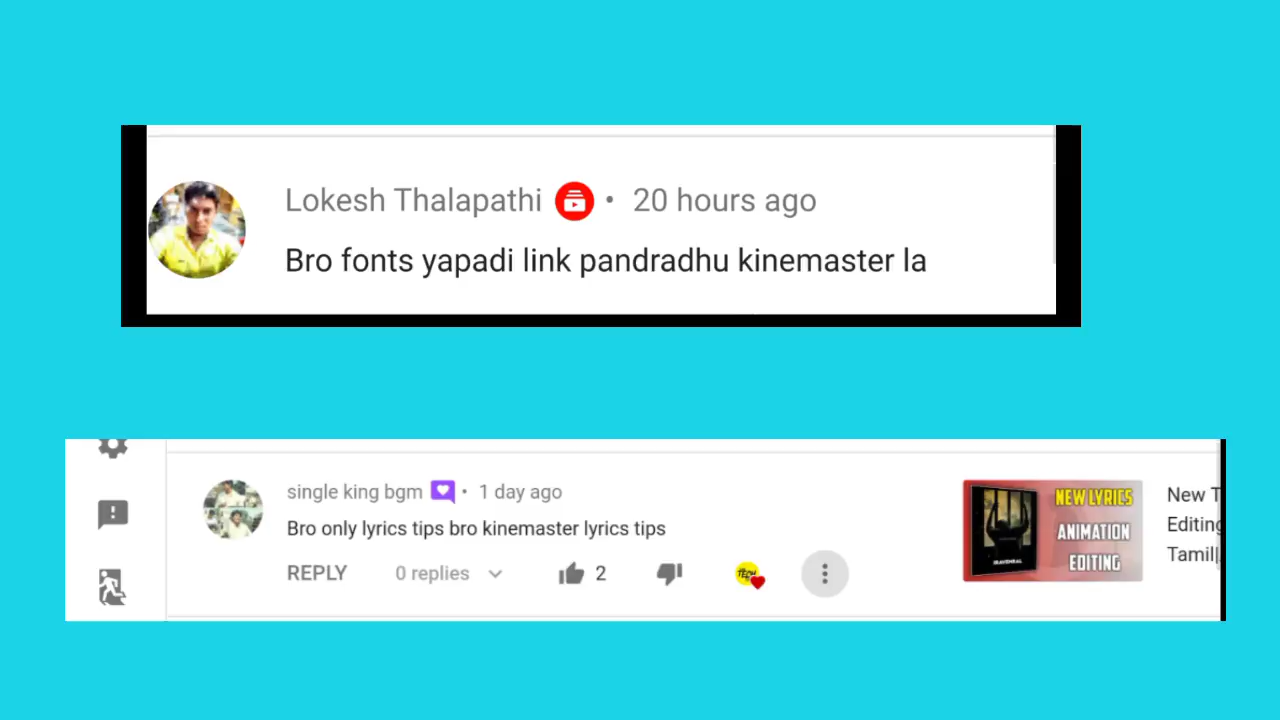 Lokesh Thalapathi • 20 hours ago
Bro fonts yapadi link pandradhu kinemaster la
single king bgm • 1 day ago
Bro only lyrics tips bro kinemaster lyrics tips
REPLY 0 replies 2
TECH
NEW LYRICS
ANIMATION
EDITING
New T
Editing
Tamil|